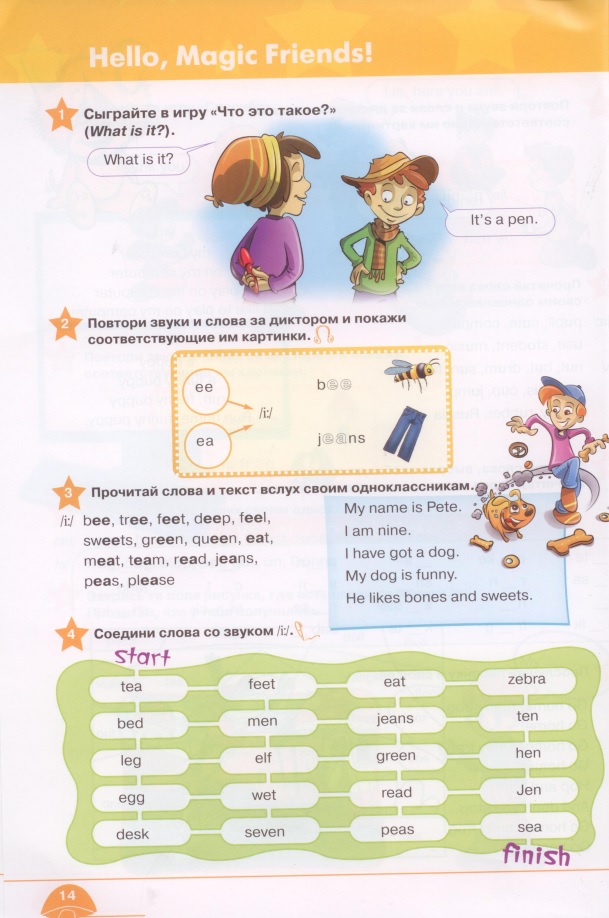 Hello, Magic Friends!
1 Сыграйте в игру «Что это такое?»
(What is it?).
What is it?
It's a pen.
2 Повтори звуки и слова за диктором и покажи
соответствующие им картинки.
ee
bee
/i:/
ea
jeans
3 Прочитай слова и текст вслух своим одноклассникам.
/i:/ bee, tree, feet, deep, feel,
sweets, green, queen, eat,
meat, team, read, jeans,
peas, please
My name is Pete.
I am nine.
I have got a dog.
My dog is funny.
He likes bones and sweets.
4 Соедини слова со звуком /i:/.
start
tea feet eat zebra
bed men jeans ten
leg elf green hen
egg wet read Jen
desk seven peas sea
finish
14